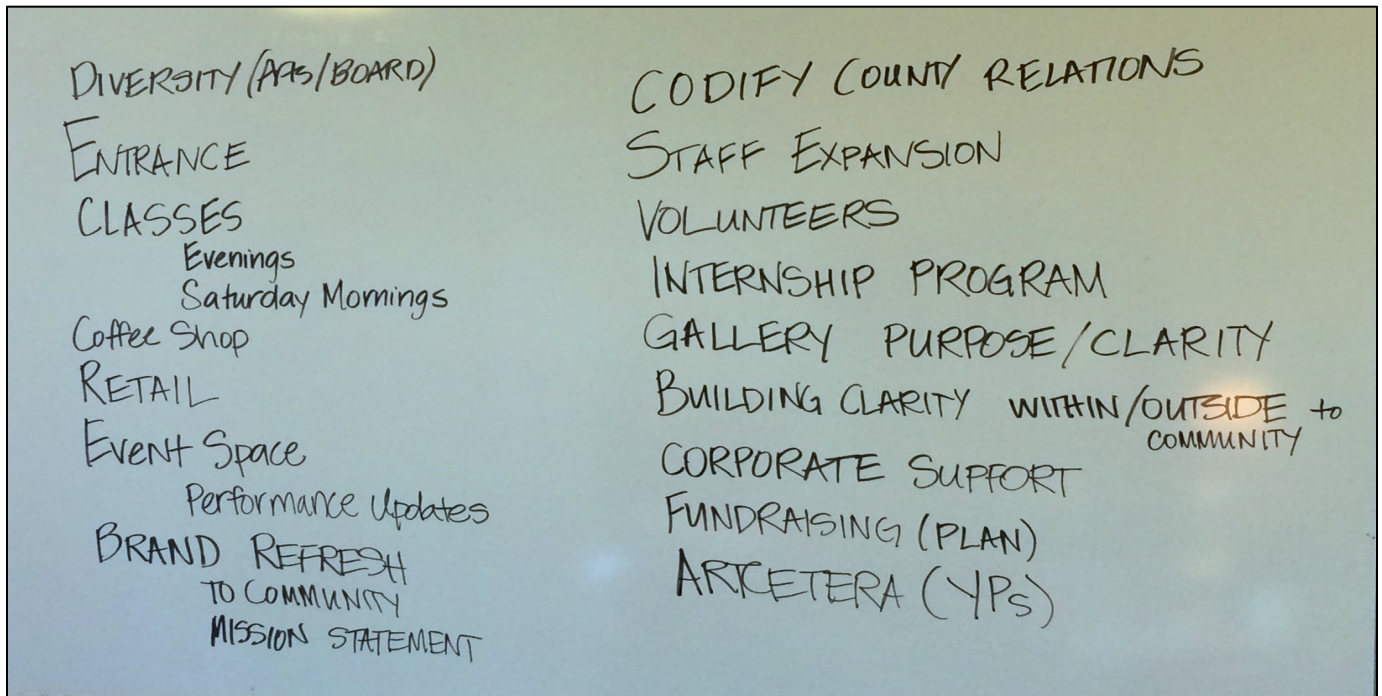 DIVERSITY (APS/BOARD)
ENTRANCE
CLASSES
Evenings
Saturday Mornings
Coffee Shop
RETAIL
Event Space
Performance Updates
BRAND REFRESH
TO COMMUNITY
MISSION STATEMENT
CODIFY COUNTY RELATIONS
STAFF EXPANSION
VOLUNTEERS
INTERNSHIP PROGRAM
GALLERY PURPOSE/CLARITY
BUILDING CLARITY WITHIN/OUTSIDE to
COMMUNITY
CORPORATE SUPPORT
FUNDRAISING (PLAN)
ARTCETERA (YPs)